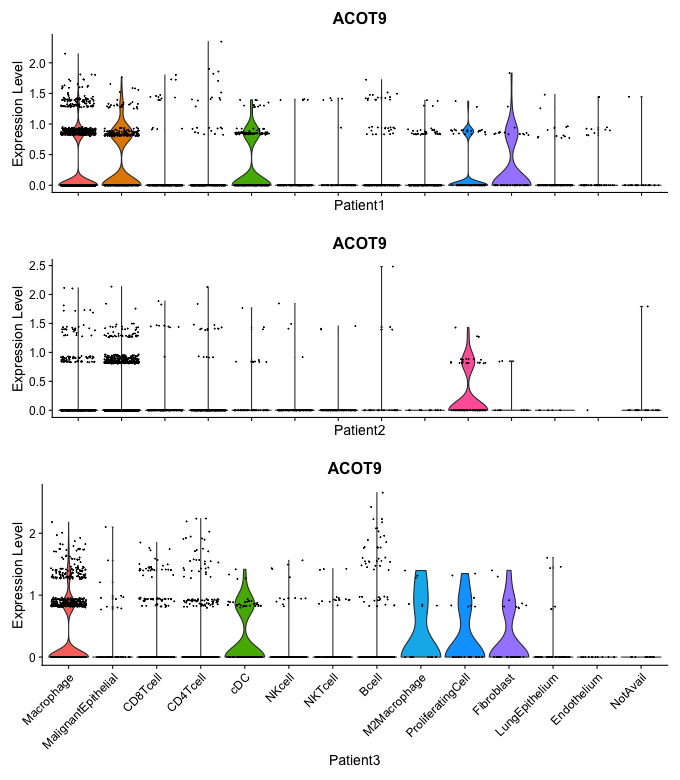 ACOT9
Expression Level
2.0
1.5
1.0
0.5
0.0
Patient1
ACOT9
Expression Level
2.5
2.0
1.5
1.0
0.5
0.0
Patient2
ACOT9
Expression Level
2
1
0
Macrophage
MalignantEpithelial
CD8Tcell
CD4Tcell
cDC
NKcell
NKTcell
Bcell
M2Macrophage
ProliferatingCell
Fibroblast
LungEpithelium
Endothelium
NotAvail
Patient3